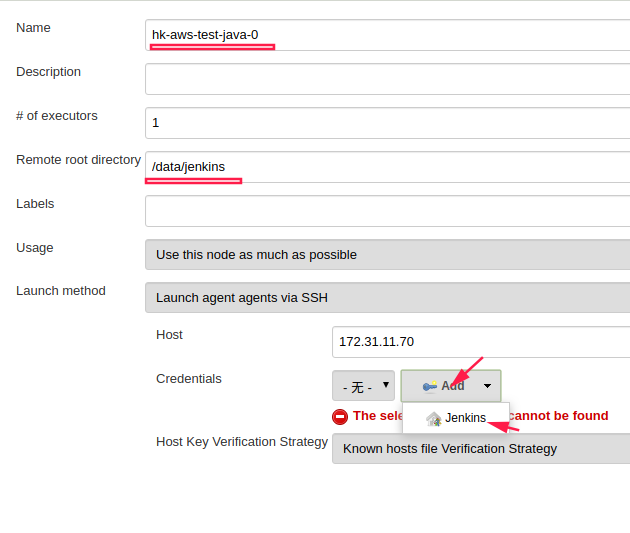 Name
hk-aws-test-java-0
Description
# of executors
1
Remote root directory
/data/jenkins
Labels
Usage
Use this node as much as possible
Launch method
Launch agent agents via SSH
Host
172.31.11.70
Credentials
- 无 -
Add
The sele cannot be found
Jenkins
Host Key Verification Strategy
Known hosts file Verification Strategy